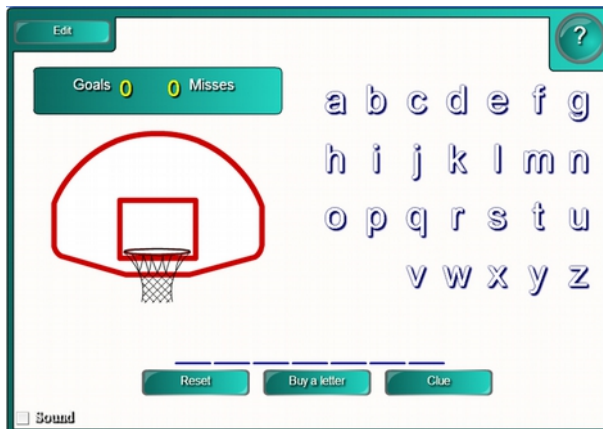 Edit
?
Goals 0 0 Misses
a b c d e f g
h i j k l m n
o p q r s t u
v w x y z
Reset Buy a letter Clue
Sound